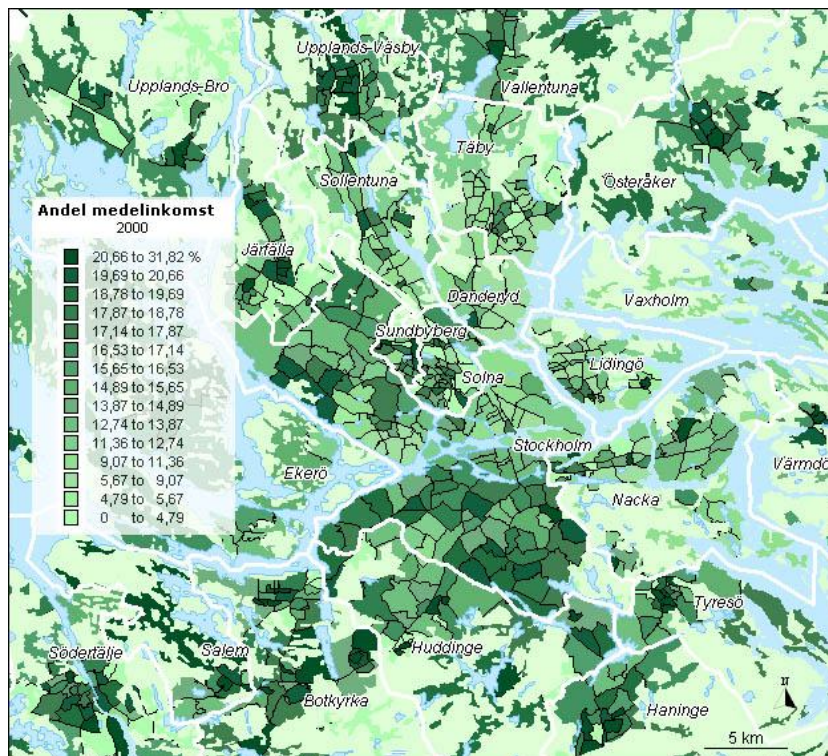 Upplands-Väsby
Upplands-Bro
Vallentuna
Täby
Sollentuna
Österåker
Andel medelinkomst
2000
20,66 to 31,82 %
19,69 to 20,66
18,78 to 19,69
17,87 to 18,78
17,14 to 17,87
16,53 to 17,14
15,65 to 16,53
14,89 to 15,65
13,87 to 14,89
12,74 to 13,87
11,36 to 12,74
9,07 to 11,36
5,67 to 9,07
4,79 to 5,67
0 to 4,79
Järfälla
Danderyd
Vaxholm
Sundbyberg
Lidingö
Solna
Stockholm
Ekerö
Värmdö
Nacka
Tyresö
Södertälje
Salem
Huddinge
Botkyrka
Haninge
N
5 km